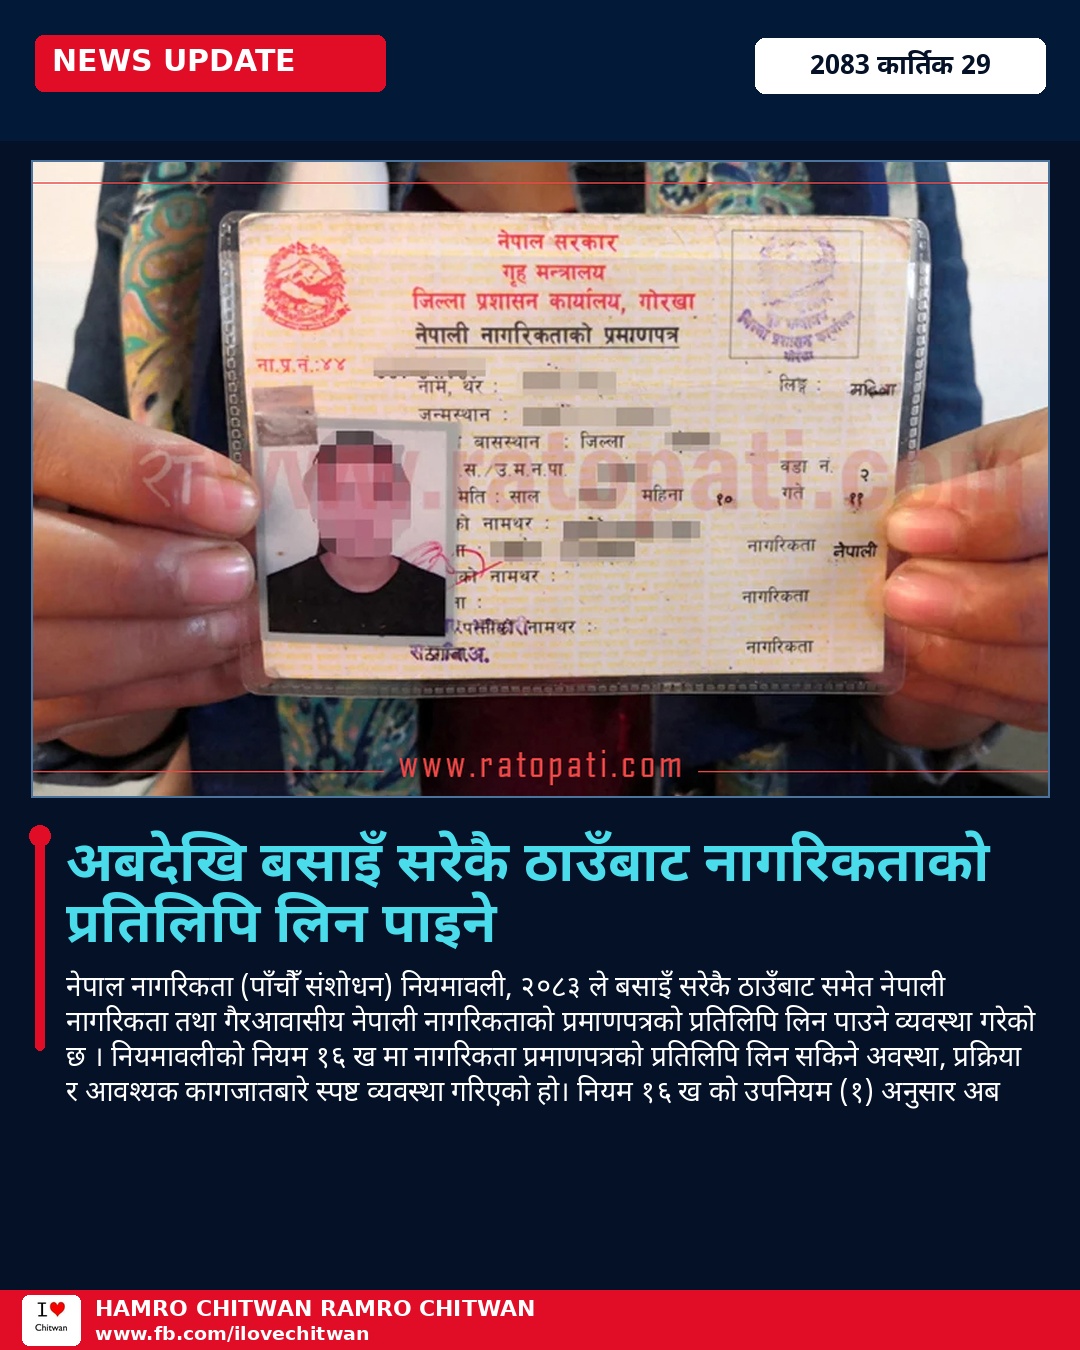 NEWS UPDATE
2083 कार्तिक 29
नेपाल सरकार
गृह मन्त्रालय
जिल्ला प्रशासन कार्यालय, गोरखा
नेपाली नागरिकताको प्रमाणपत्र
ना.प्र.नं.:४४
नाम, थर :
लिङ्ग : महिला
जन्मस्थान :
बासस्थान : जिल्ला
www.ratopati.com
स./उ.म.न.पा. वडा नं. २
मति : साल महिना १० गते ११
को नामथर :
नागरिकता नेपाली
को नामथर :
ता :
नागरिकता
नामथर :
नागरिकता
www.ratopati.com
अबदेखि बसाइँ सरेकै ठाउँबाट नागरिकताको
प्रतिलिपि लिन पाइने
नेपाल नागरिकता (पाँचौँ संशोधन) नियमावली, २०८३ ले बसाइँ सरेकै ठाउँबाट समेत नेपाली
नागरिकता तथा गैरआवासीय नेपाली नागरिकताको प्रमाणपत्रको प्रतिलिपि लिन पाउने व्यवस्था गरेको
छ । नियमावलीको नियम १६ ख मा नागरिकता प्रमाणपत्रको प्रतिलिपि लिन सकिने अवस्था, प्रक्रिया
र आवश्यक कागजातबारे स्पष्ट व्यवस्था गरिएको हो। नियम १६ ख को उपनियम (१) अनुसार अब
I❤
Chitwan
HAMRO CHITWAN RAMRO CHITWAN
www.fb.com/ilovechitwan